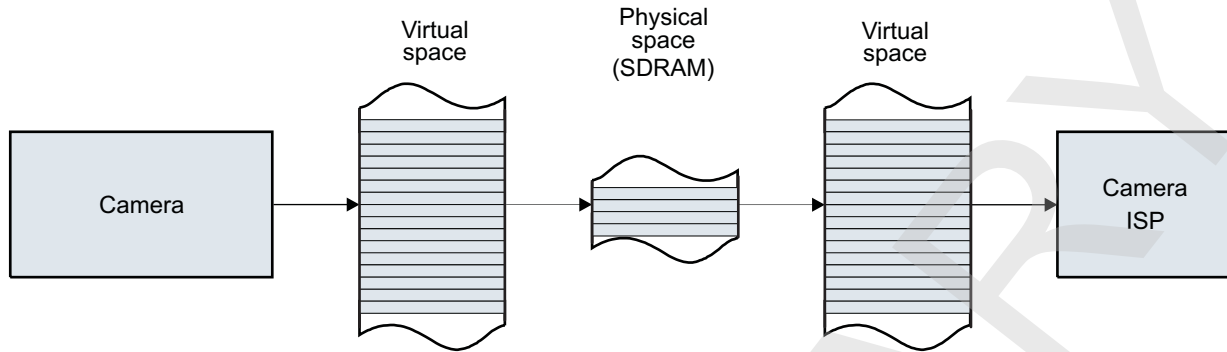 Virtual
space
Physical
space
(SDRAM)
Virtual
space
Camera
Camera
ISP